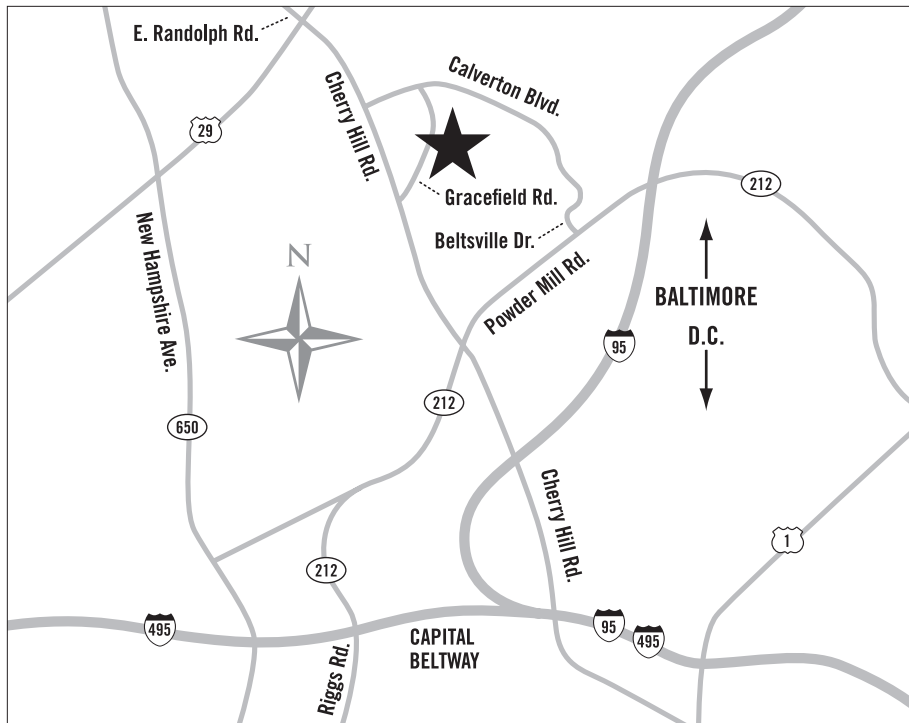 E. Randolph Rd.
Calverton Blvd.
Cherry Hill Rd.
29
212
Gracefield Rd.
Beltsville Dr.
New Hampshire Ave.
N
Powder Mill Rd.
BALTIMORE
D.C.
95
212
650
Cherry Hill Rd.
1
212
495
CAPITAL
BELTWAY
95
495
Riggs Rd.